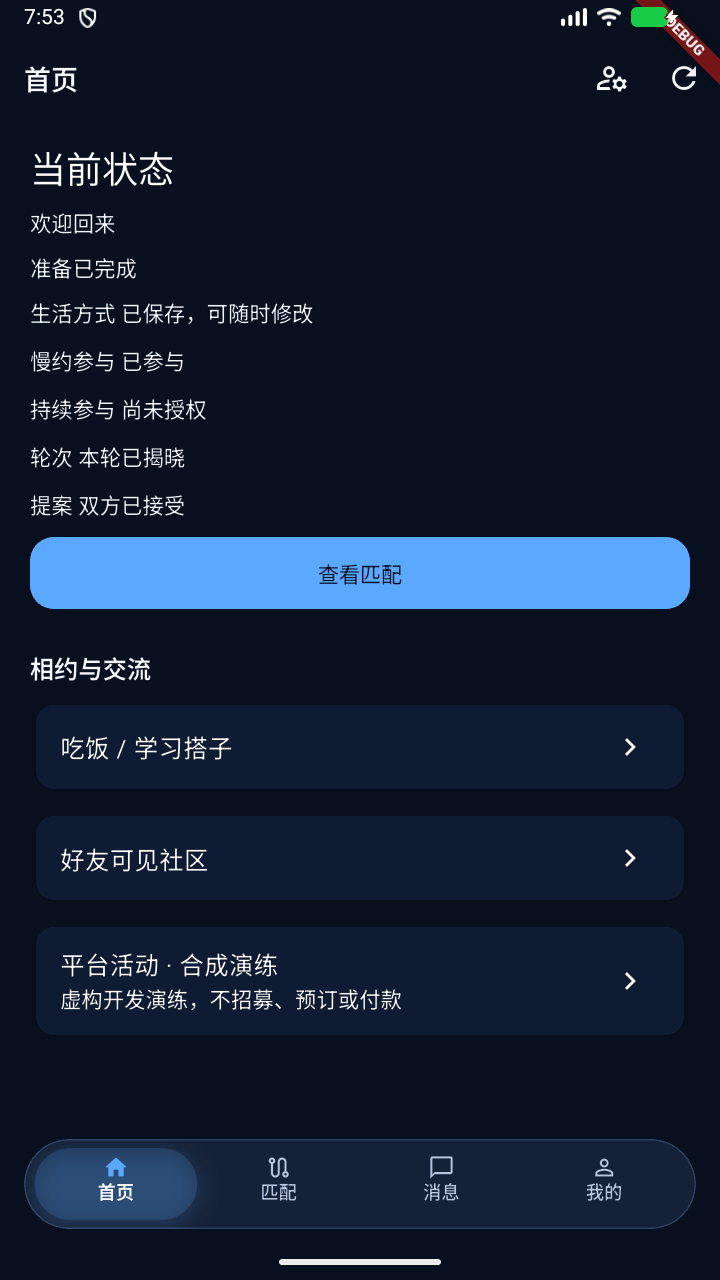 7:53
DEBUG
首页
当前状态
欢迎回来
准备已完成
生活方式 已保存，可随时修改
慢约参与 已参与
持续参与 尚未授权
轮次 本轮已揭晓
提案 双方已接受
查看匹配
相约与交流
吃饭 / 学习搭子
好友可见社区
平台活动 · 合成演练
虚构开发演练，不招募、预订或付款
首页
匹配
消息
我的